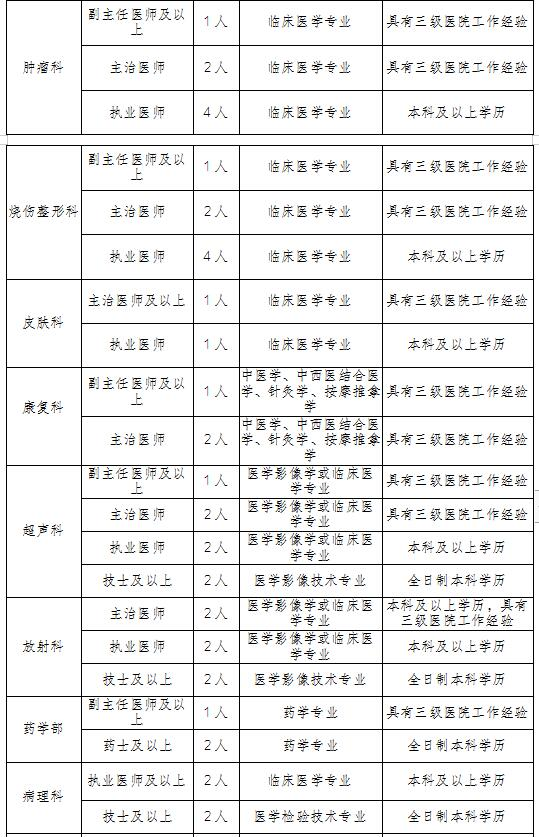 肿瘤科
副主任医师及以
上
1人
临床医学专业
具有三级医院工作经验
主治医师
2人
临床医学专业
具有三级医院工作经验
执业医师
4人
临床医学专业
本科及以上学历
烧伤整形科
副主任医师及以
上
1人
临床医学专业
具有三级医院工作经验
主治医师
2人
临床医学专业
具有三级医院工作经验
执业医师
4人
临床医学专业
本科及以上学历
皮肤科
主治医师及以上
1人
临床医学专业
具有三级医院工作经验
执业医师
1人
临床医学专业
本科及以上学历
康复科
副主任医师及以
上
1人
中医学、中西医结合医
学、针灸学、按摩推拿
学
具有三级医院工作经验
主治医师
2人
中医学、中西医结合医
学、针灸学、按摩推拿
学
具有三级医院工作经验
超声科
副主任医师及以
上
1人
医学影像学或临床医
学专业
具有三级医院工作经验
主治医师
2人
医学影像学或临床医
学专业
具有三级医院工作经验
执业医师
2人
医学影像学或临床医
学专业
本科及以上学历
技士及以上
2人
医学影像技术专业
全日制本科学历
放射科
主治医师
2人
医学影像学或临床医
学专业
本科及以上学历，具有
三级医院工作经验
执业医师
2人
医学影像学或临床医
学专业
本科及以上学历
技士及以上
2人
医学影像技术专业
全日制本科学历
药学部
副主任医师及以
上
1人
药学专业
具有三级医院工作经验
药士及以上
2人
药学专业
全日制本科学历
病理科
执业医师及以上
2人
临床医学专业
本科及以上学历
技士及以上
2人
医学检验技术专业
全日制本科学历